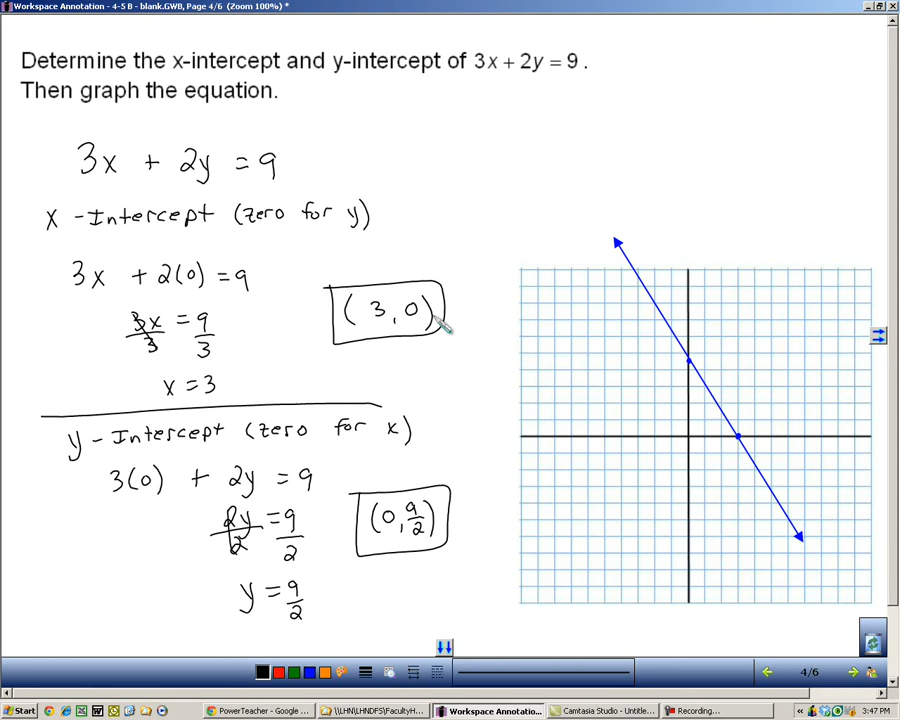 Workspace Annotation - 4-5 B - blank.GWB, Page 4/6 (Zoom 100%) *
Determine the x-intercept and y-intercept of 3x + 2y = 9 .
Then graph the equation.
3x + 2y = 9
x - Intercept (zero for y)
3x + 2(0) = 9
3x/3 = 9/3
(3, 0)
x = 3
y - Intercept (zero for x)
3(0) + 2y = 9
2y/2 = 9/2
(0, 9/2)
y = 9/2
4/6
Start
PowerTeacher - Google ...
\\LHN\LHNDFS\FacultyH...
Workspace Annotatio...
Camtasia Studio - Untitle...
Recording...
3:47 PM